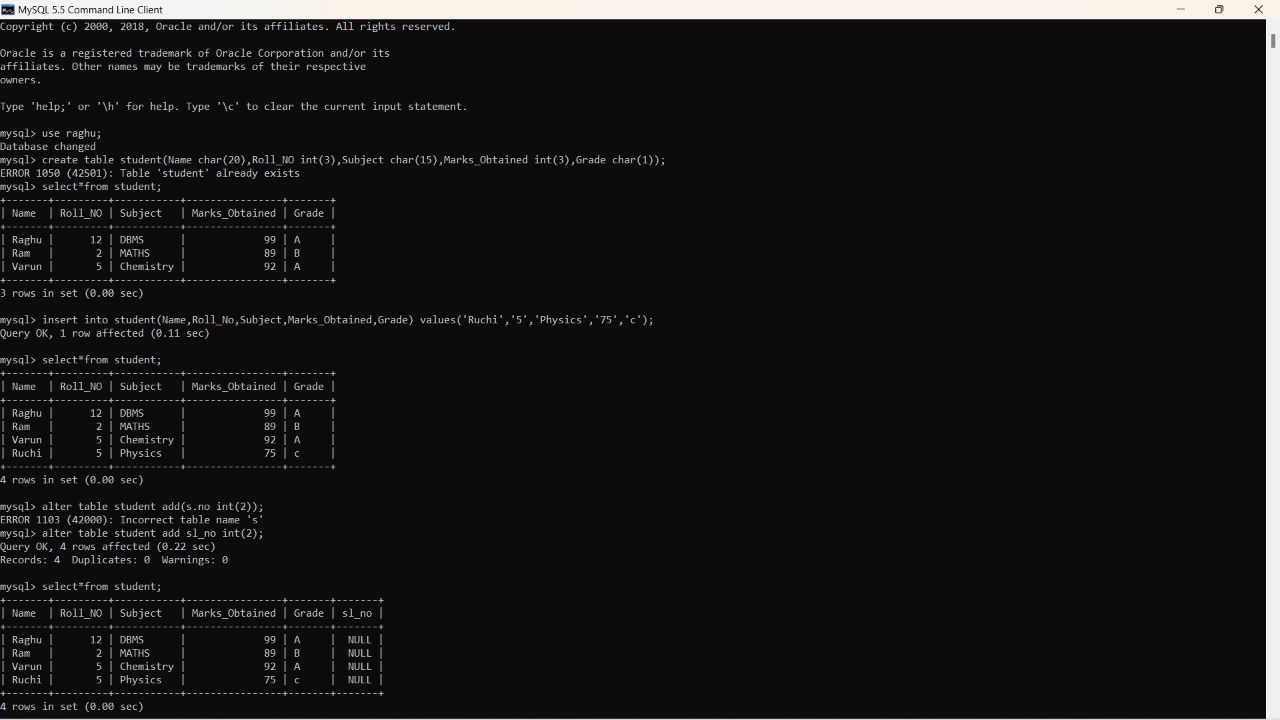 MySQL 5.5 Command Line Client
Copyright (c) 2000, 2018, Oracle and/or its affiliates. All rights reserved.
Oracle is a registered trademark of Oracle Corporation and/or its
affiliates. Other names may be trademarks of their respective
owners.
Type 'help;' or '\h' for help. Type '\c' to clear the current input statement.
mysql> use raghu;
Database changed
mysql> create table student(Name char(20),Roll_NO int(3),Subject char(15),Marks_Obtained int(3),Grade char(1));
ERROR 1050 (42S01): Table 'student' already exists
mysql> select*from student;
+-------+---------+-----------+----------------+-------+
| Name  | Roll_NO | Subject   | Marks_Obtained | Grade |
+-------+---------+-----------+----------------+-------+
| Raghu |      12 | DBMS      |             99 | A     |
| Ram   |       2 | MATHS     |             89 | B     |
| Varun |       5 | Chemistry |             92 | A     |
+-------+---------+-----------+----------------+-------+
3 rows in set (0.00 sec)
mysql> insert into student(Name,Roll_No,Subject,Marks_Obtained,Grade) values('Ruchi','5','Physics','75','c');
Query OK, 1 row affected (0.11 sec)
mysql> select*from student;
+-------+---------+-----------+----------------+-------+
| Name  | Roll_NO | Subject   | Marks_Obtained | Grade |
+-------+---------+-----------+----------------+-------+
| Raghu |      12 | DBMS      |             99 | A     |
| Ram   |       2 | MATHS     |             89 | B     |
| Varun |       5 | Chemistry |             92 | A     |
| Ruchi |       5 | Physics   |             75 | c     |
+-------+---------+-----------+----------------+-------+
4 rows in set (0.00 sec)
mysql> alter table student add(s.no int(2));
ERROR 1103 (42000): Incorrect table name 's'
mysql> alter table student add sl_no int(2);
Query OK, 4 rows affected (0.22 sec)
Records: 4  Duplicates: 0  Warnings: 0
mysql> select*from student;
+-------+---------+-----------+----------------+-------+-------+
| Name  | Roll_NO | Subject   | Marks_Obtained | Grade | sl_no |
+-------+---------+-----------+----------------+-------+-------+
| Raghu |      12 | DBMS      |             99 | A     |  NULL |
| Ram   |       2 | MATHS     |             89 | B     |  NULL |
| Varun |       5 | Chemistry |             92 | A     |  NULL |
| Ruchi |       5 | Physics   |             75 | c     |  NULL |
+-------+---------+-----------+----------------+-------+-------+
4 rows in set (0.00 sec)